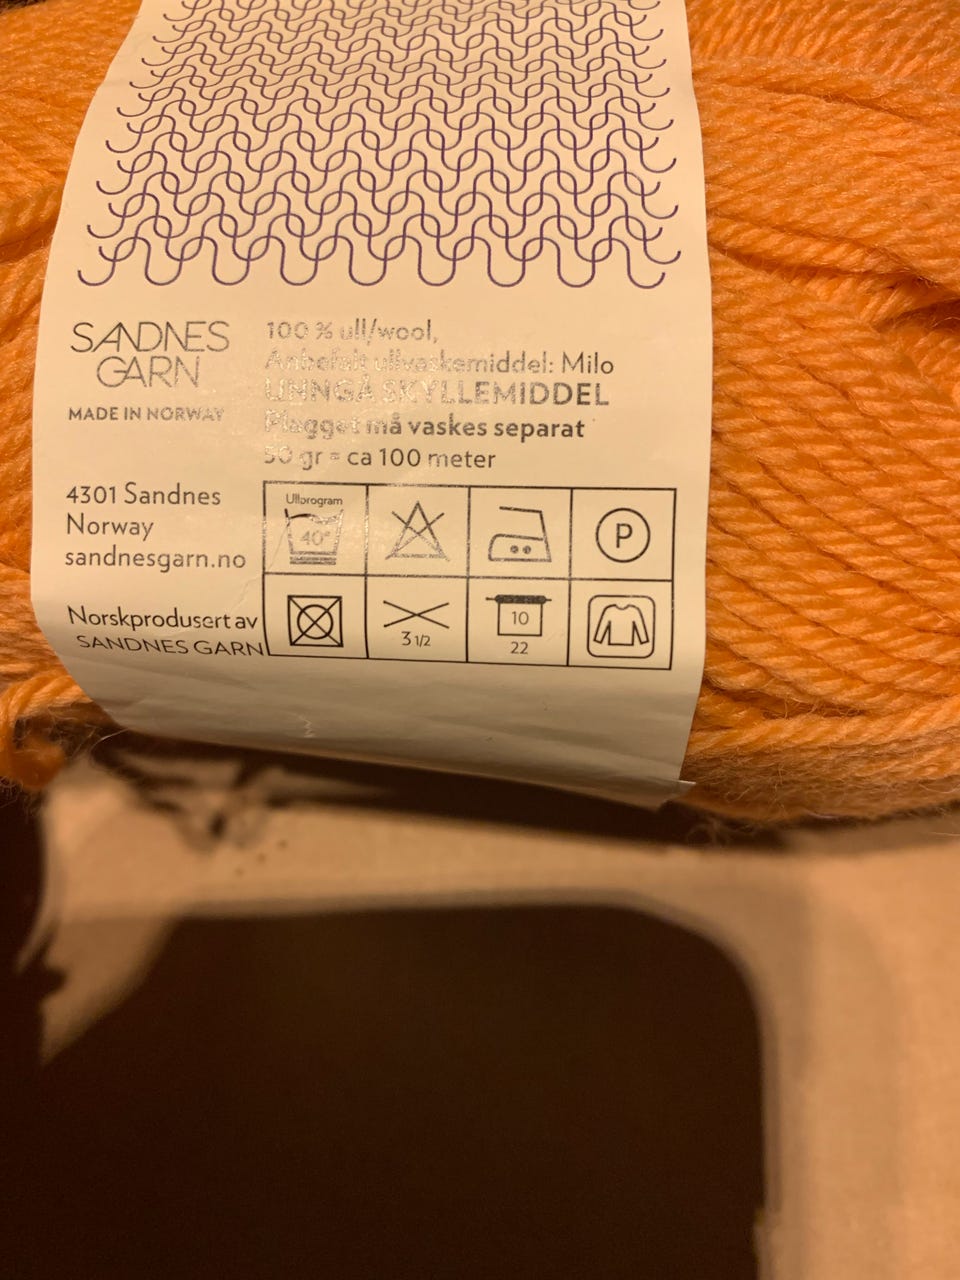 SANDNES
GARN
MADE IN NORWAY
100 % ull/wool,
Anbefalt ullvaskemiddel: Milo
UNNGÅ SKYLLEMIDDEL
Plagget må vaskes separat
50 gr = ca 100 meter
4301 Sandnes
Norway
sandnesgarn.no
Norskprodusert av
SANDNES GARN
Ullprogram
40°
P
3 1/2
10
22